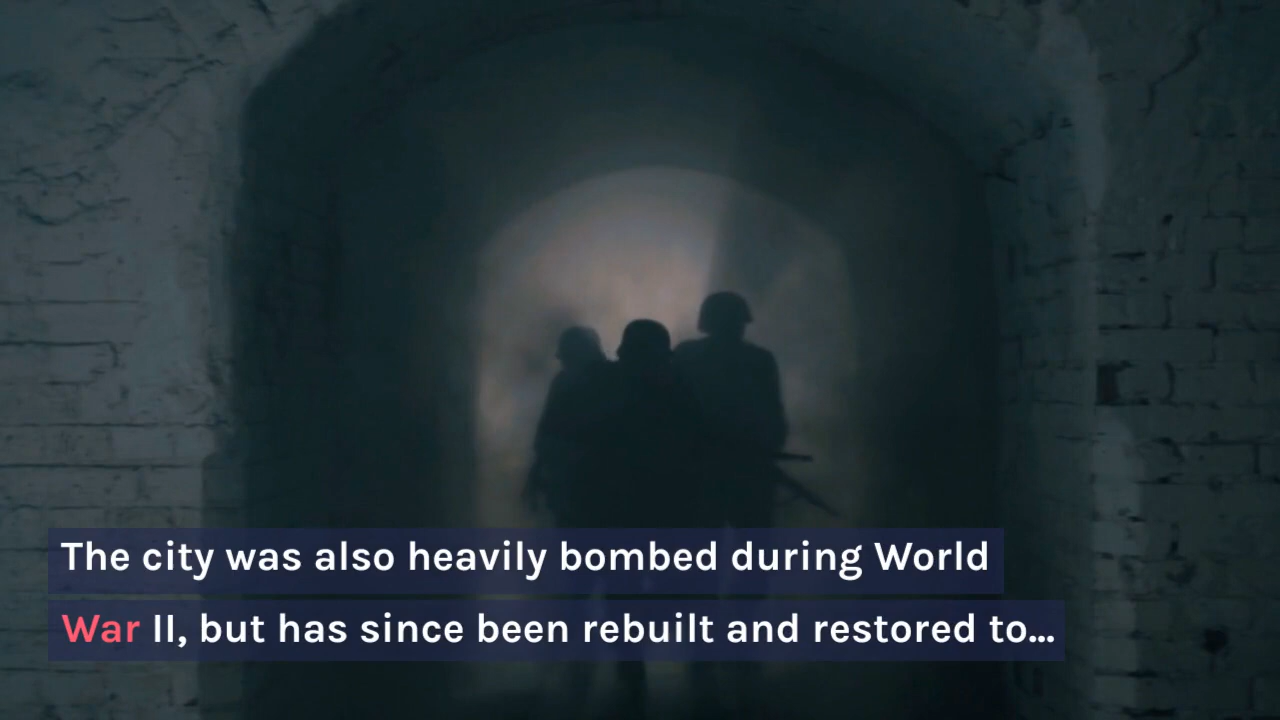 The city was also heavily bombed during World
War II, but has since been rebuilt and restored to...